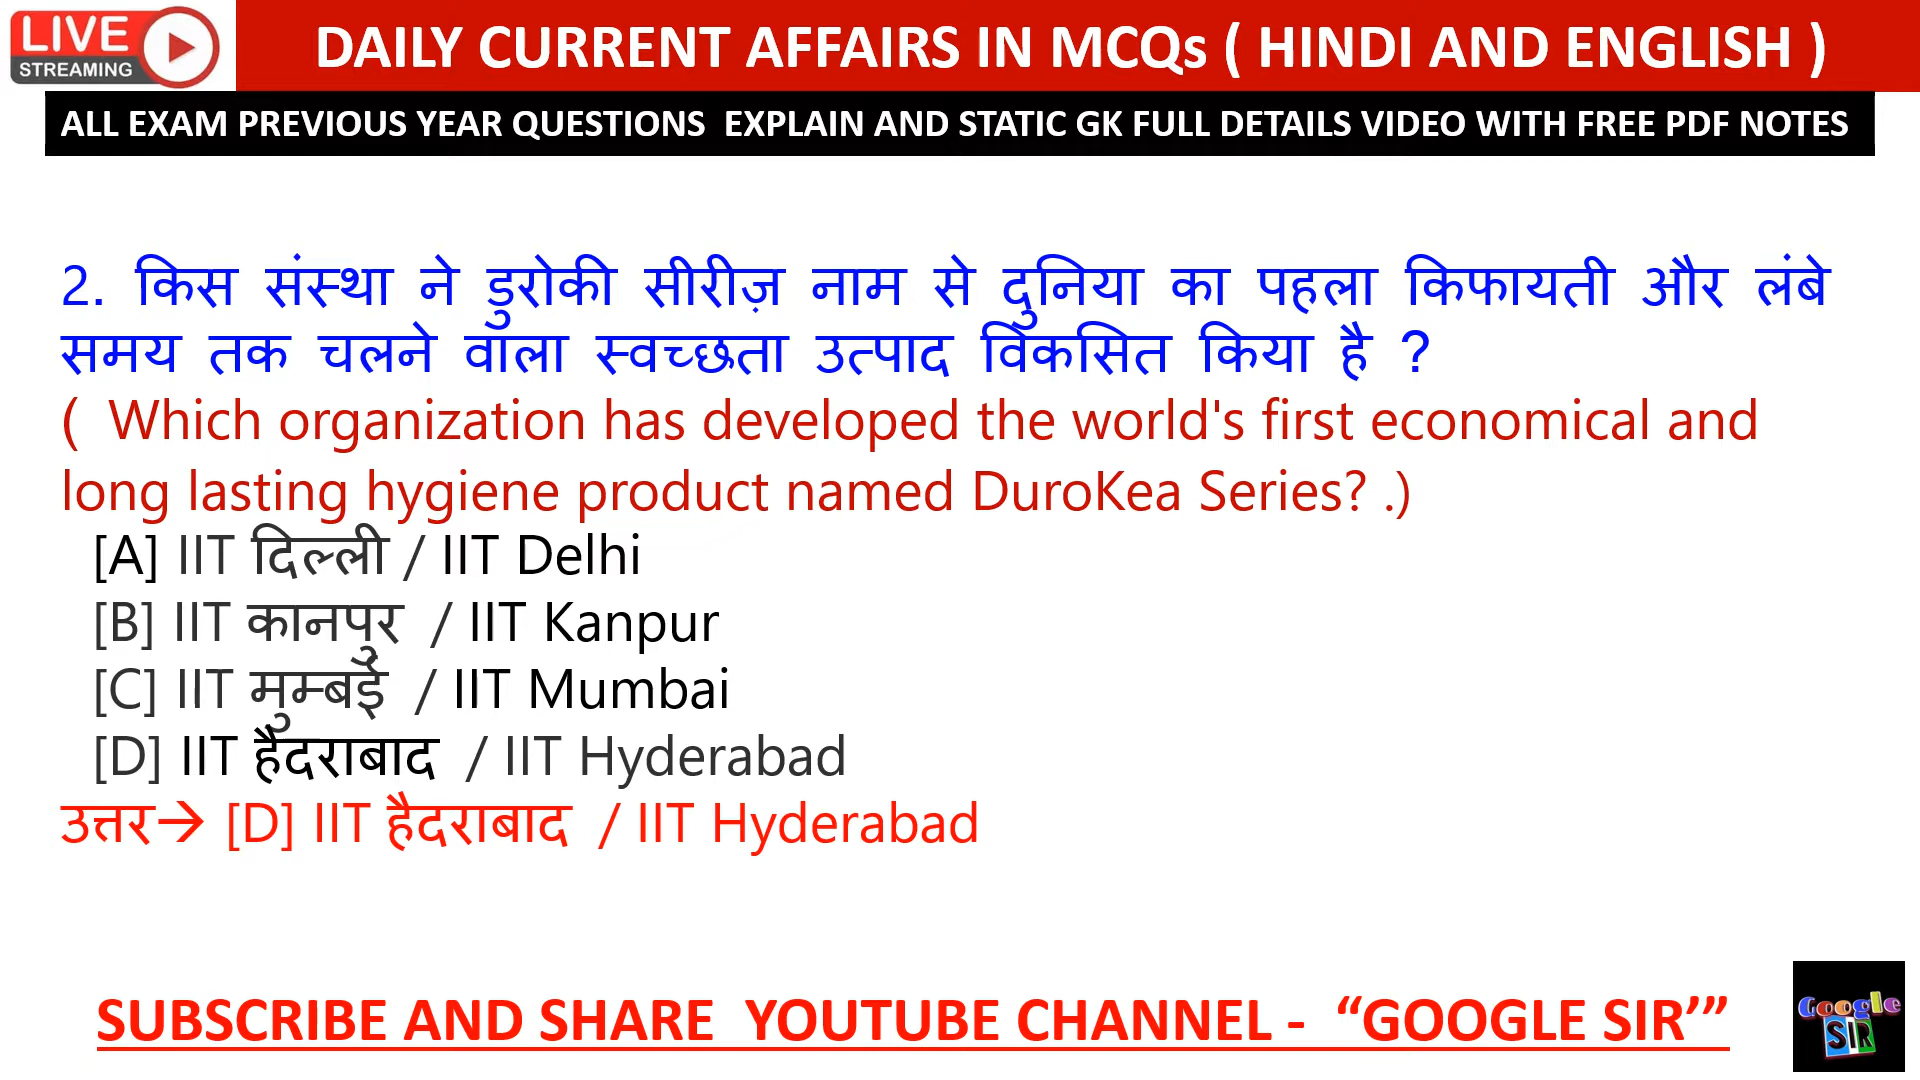 LIVE
STREAMING
DAILY CURRENT AFFAIRS IN MCQs ( HINDI AND ENGLISH )
ALL EXAM PREVIOUS YEAR QUESTIONS EXPLAIN AND STATIC GK FULL DETAILS VIDEO WITH FREE PDF NOTES
2. किस संस्था ने डुरोकी सीरीज़ नाम से दुनिया का पहला किफायती और लंबे
समय तक चलने वाला स्वच्छता उत्पाद विकसित किया है ?
( Which organization has developed the world's first economical and
long lasting hygiene product named DuroKea Series? .)
[A] IIT दिल्ली / IIT Delhi
[B] IIT कानपुर / IIT Kanpur
[C] IIT मुम्बई / IIT Mumbai
[D] IIT हैदराबाद / IIT Hyderabad
उत्तर→ [D] IIT हैदराबाद / IIT Hyderabad
SUBSCRIBE AND SHARE YOUTUBE CHANNEL - “GOOGLE SIR’”
Google
SIR